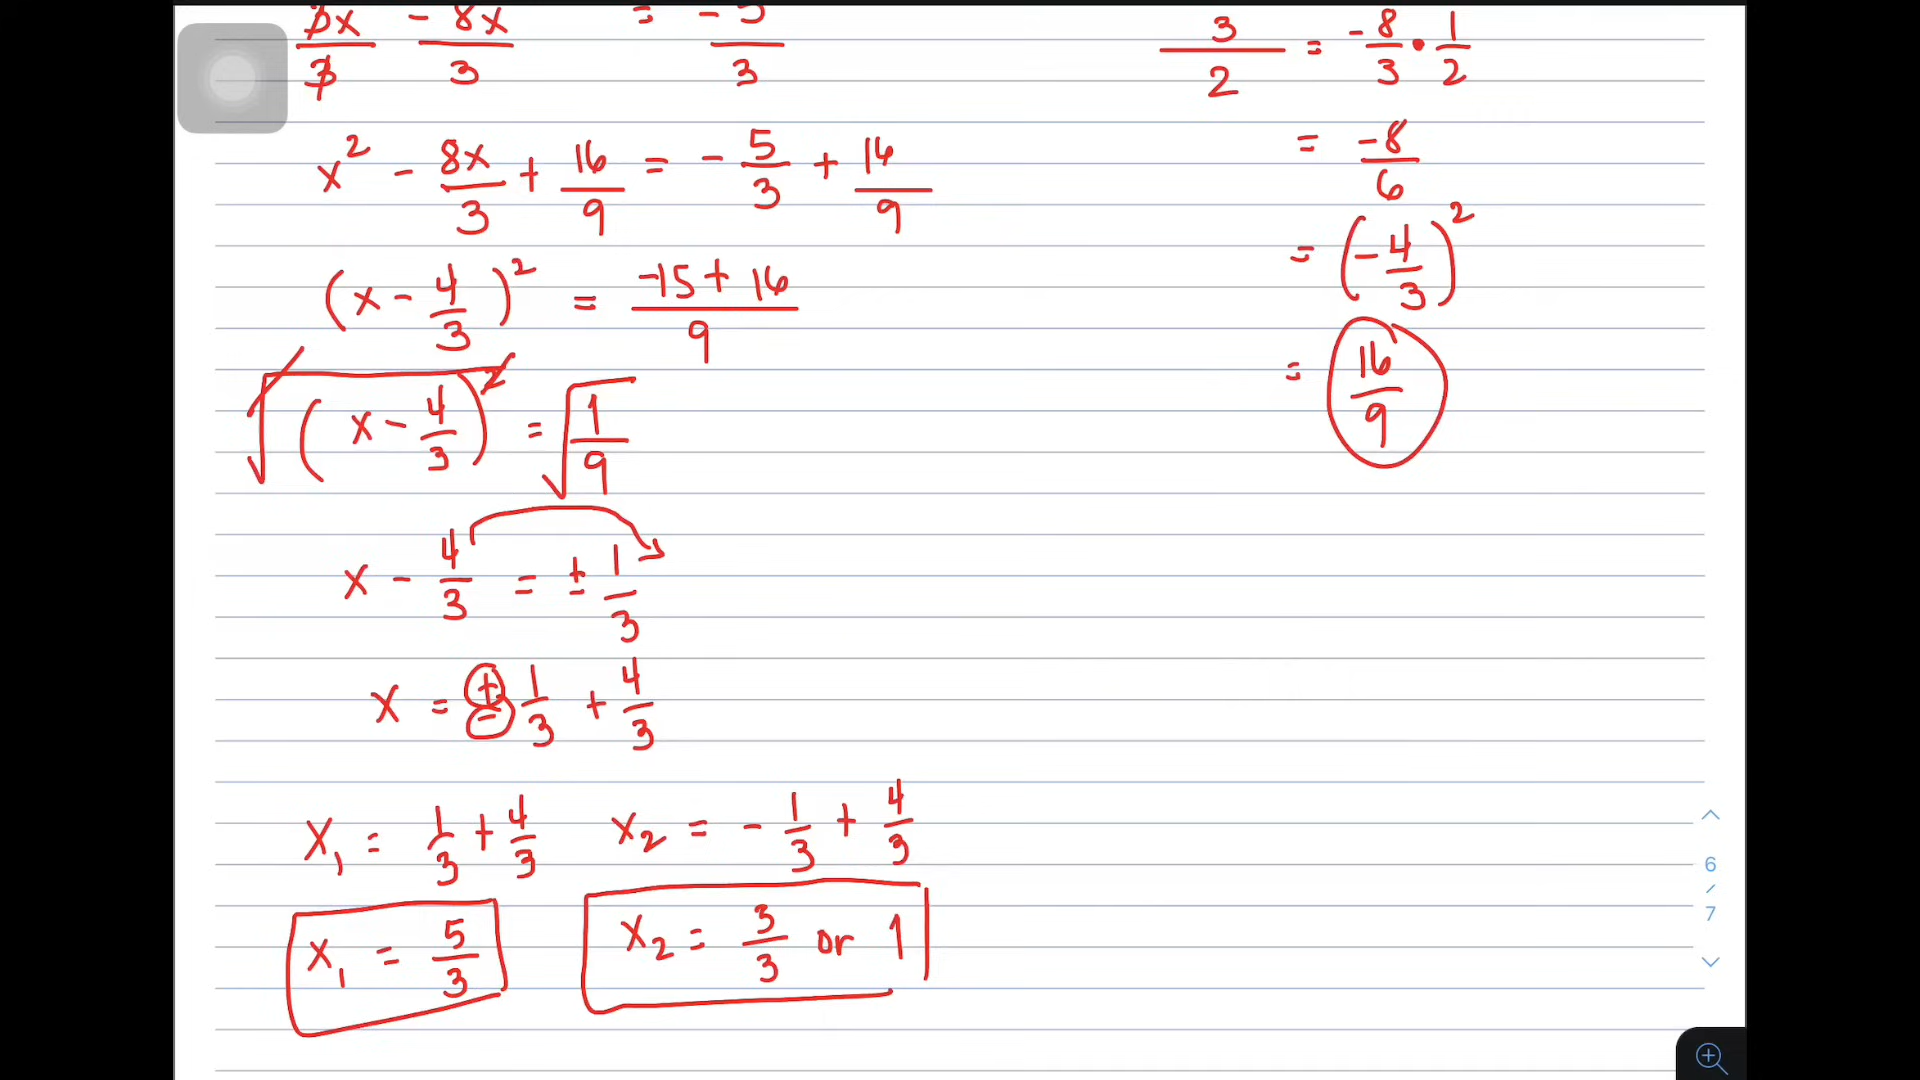 3x/3 - 8x/3 = -5/3
x² - 8x/3 + 16/9 = - 5/3 + 16/9
(x - 4/3)² = -15 + 16/9
√(x - 4/3)² = √1/9
x - 4/3 = ± 1/3
x = ± 1/3 + 4/3
x₁ = 1/3 + 4/3 x₂ = - 1/3 + 4/3
x₁ = 5/3 x₂ = 3/3 or 1
3/2 = -8/3 • 1/2
= -8/6
= (-4/3)²
= 16/9
6/7